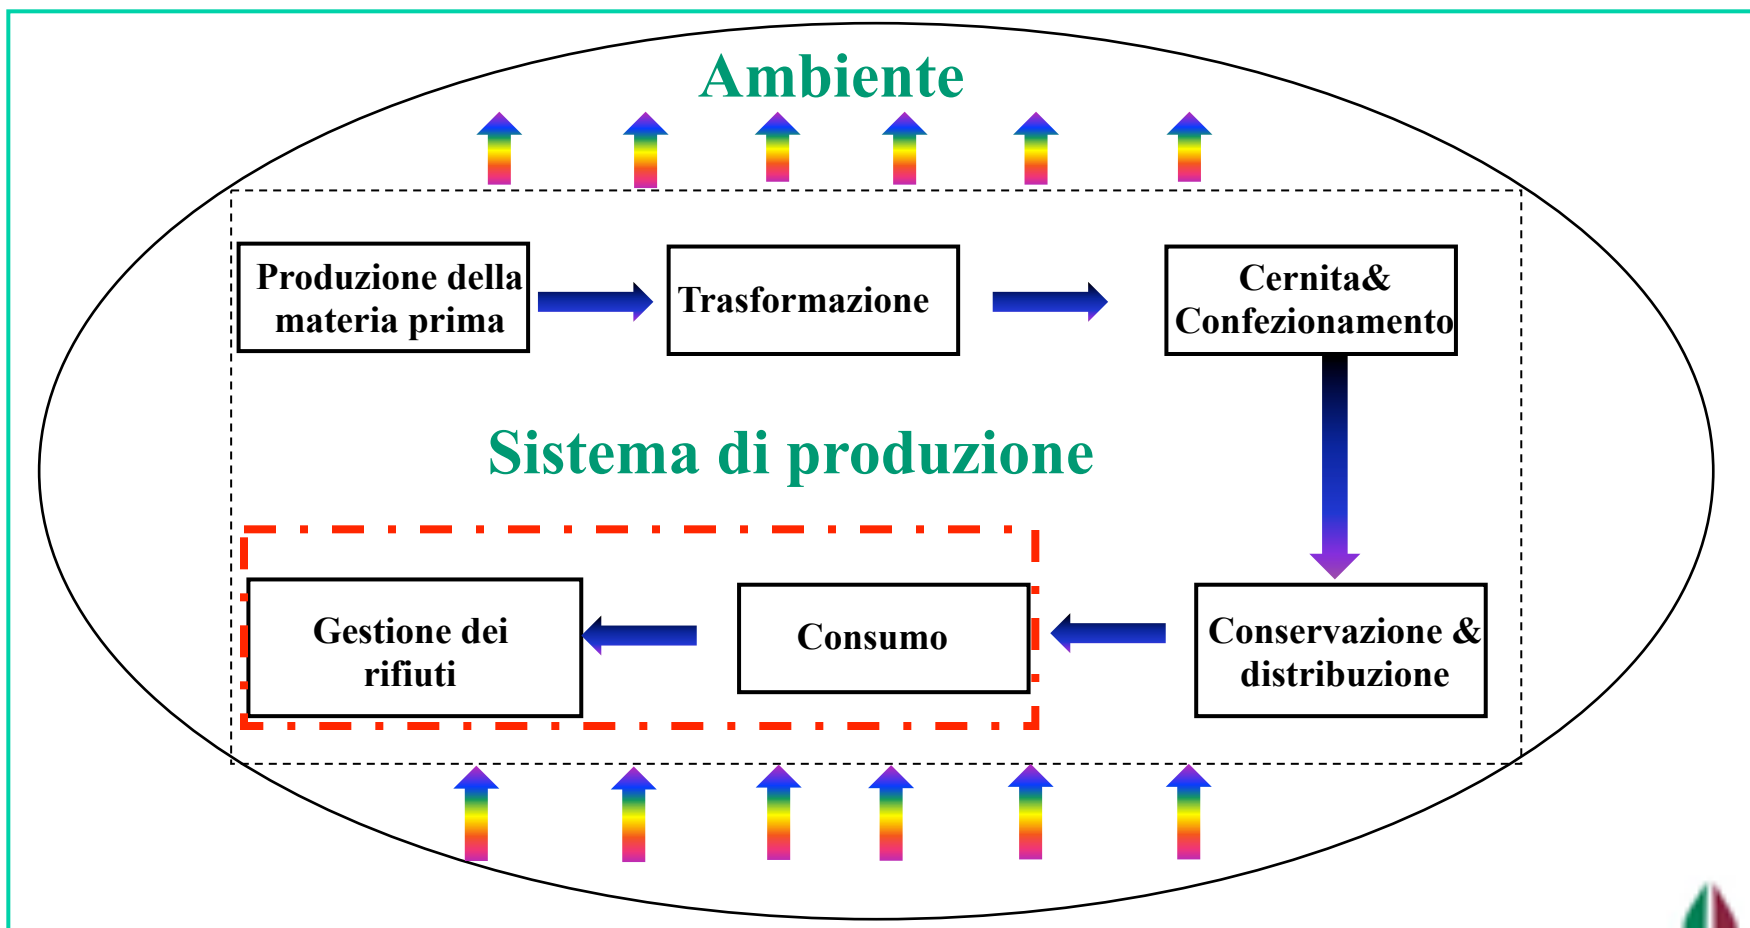 Ambiente
Produzione della
materia prima
Trasformazione
Cernita&
Confezionamento
Sistema di produzione
Gestione dei
rifiuti
Consumo
Conservazione &
distribuzione